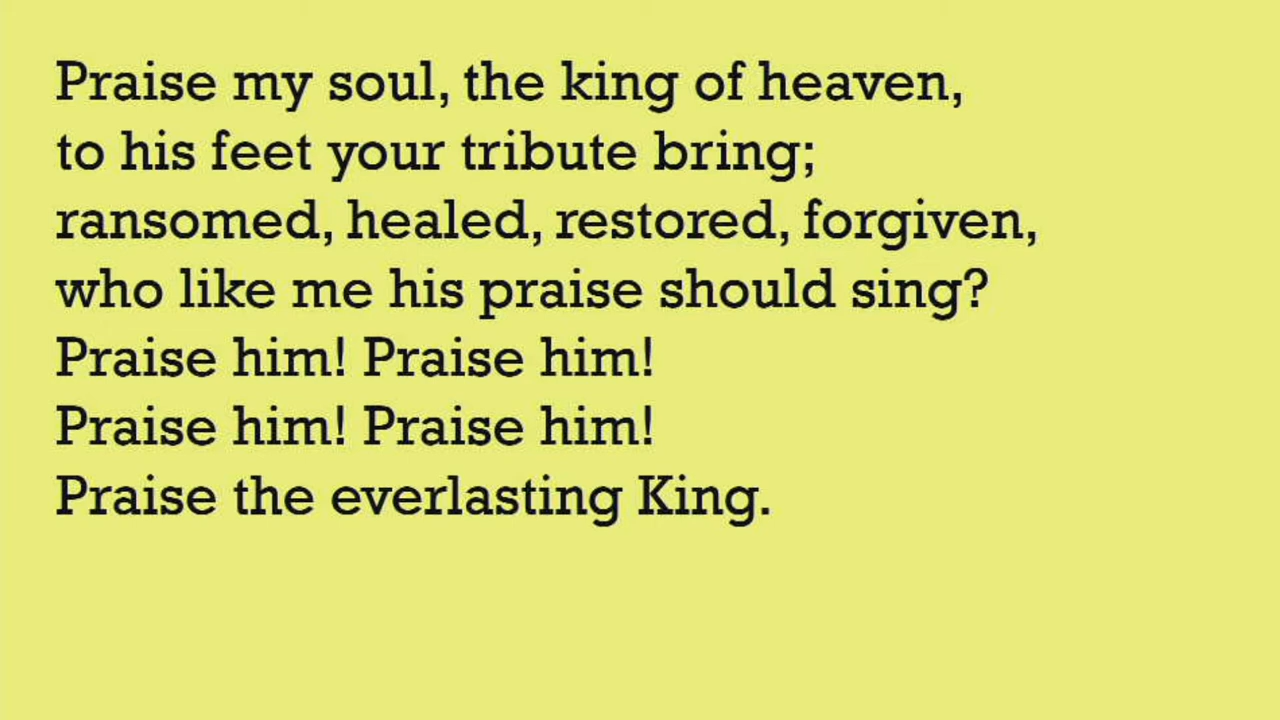 Praise my soul, the king of heaven,
to his feet your tribute bring;
ransomed, healed, restored, forgiven,
who like me his praise should sing?
Praise him! Praise him!
Praise him! Praise him!
Praise the everlasting King.